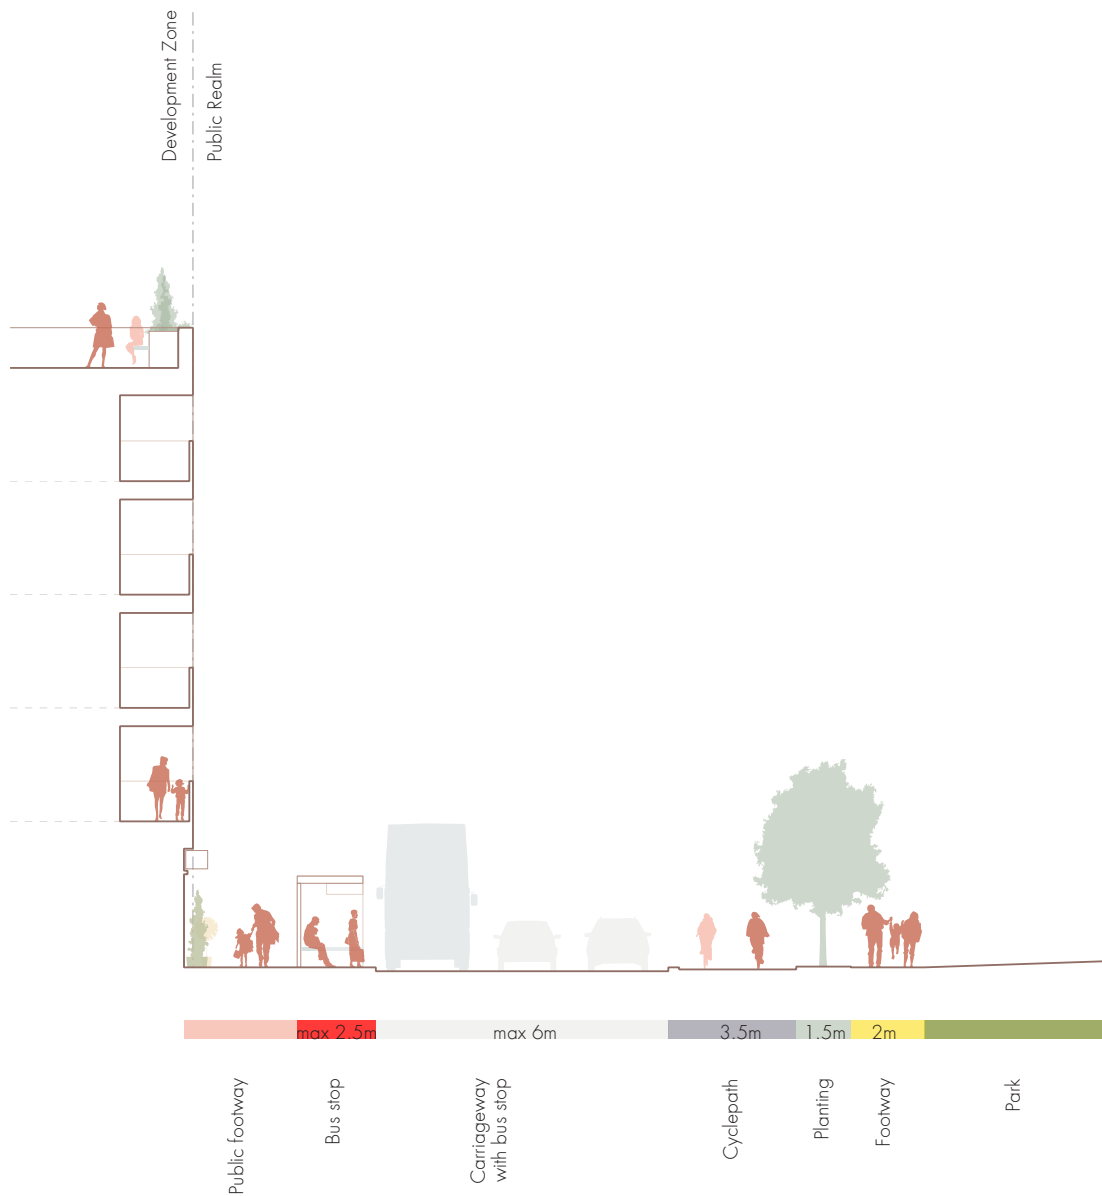 Development Zone
Public Realm
max 2.5m
max 6m
3.5m
1.5m
2m
Public footway
Bus stop
Carriageway
with bus stop
Cyclepath
Planting
Footway
Park